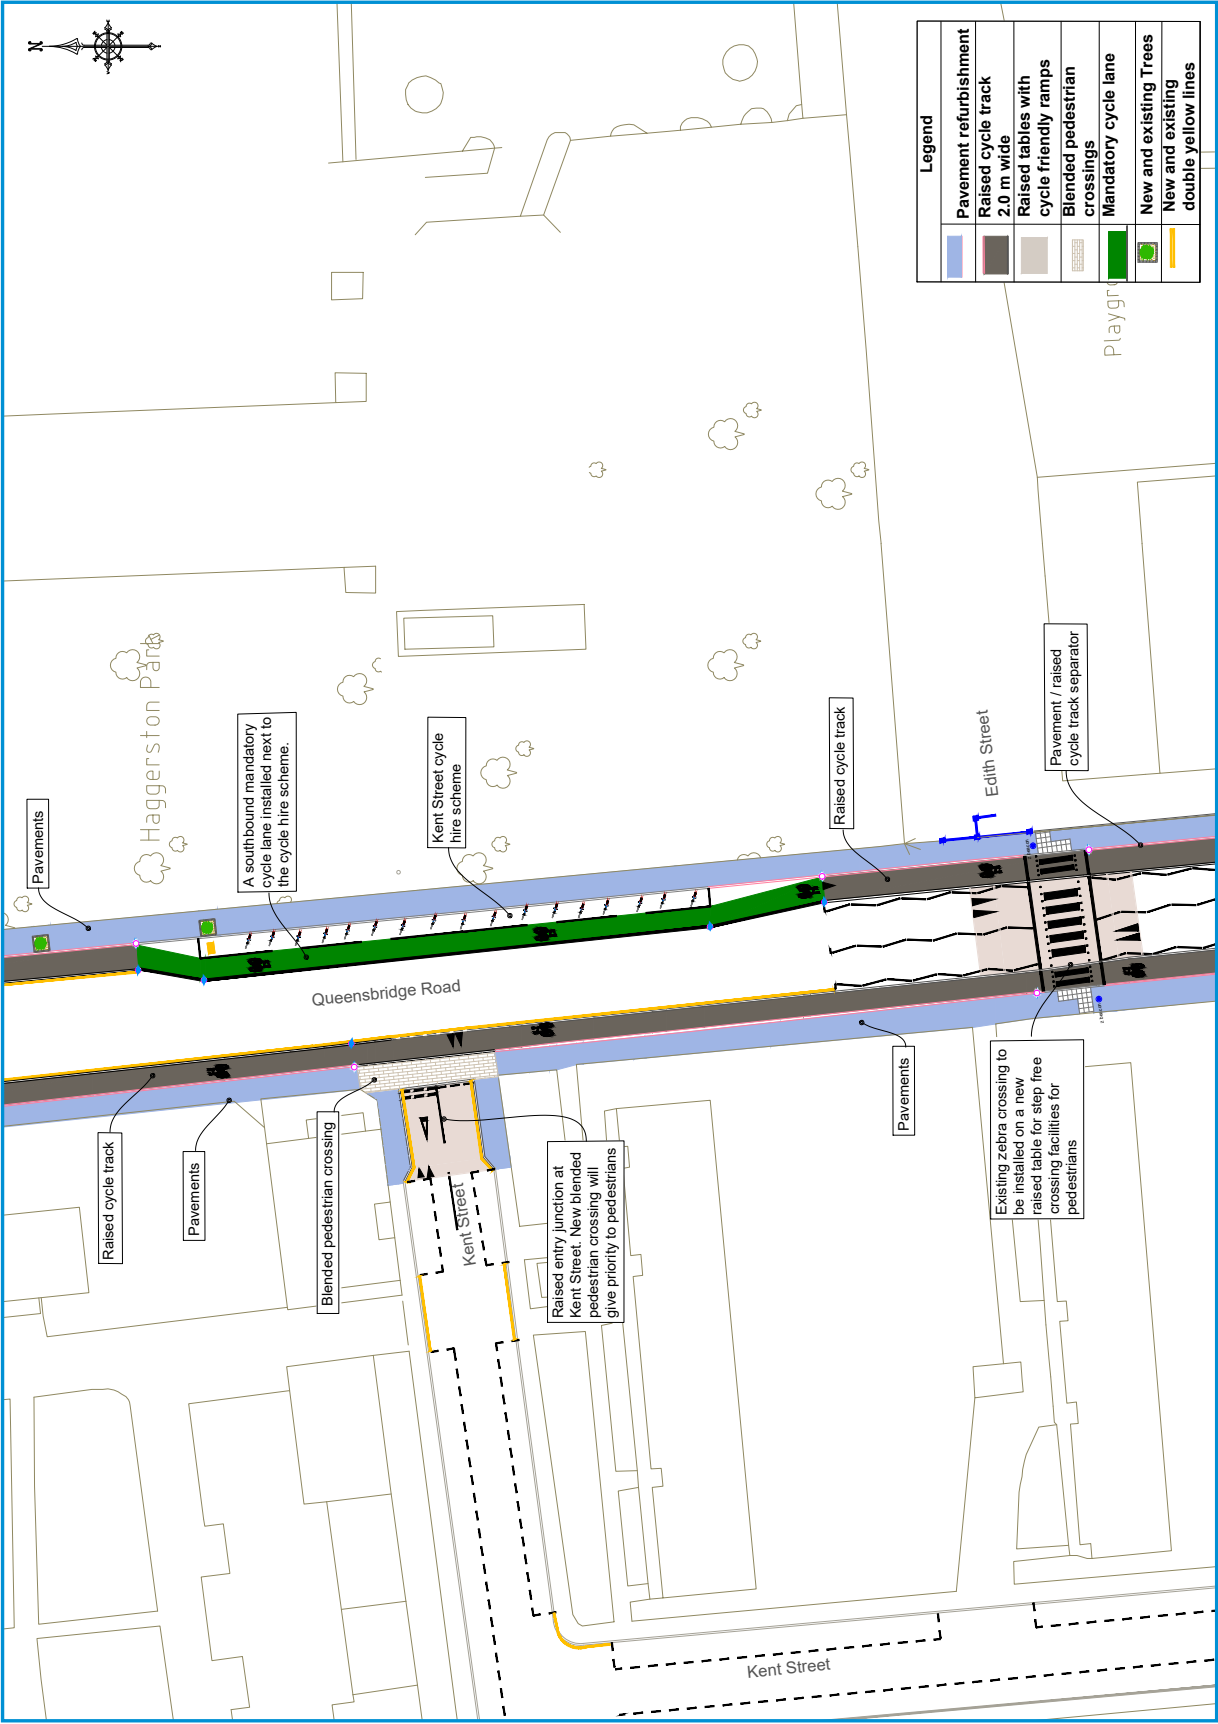 N
Legend
Pavement refurbishment
Raised cycle track
2.0 m wide
Raised tables with
cycle friendly ramps
Blended pedestrian
crossings
Mandatory cycle lane
New and existing Trees
New and existing
double yellow lines
Haggerston Park
Pavements
A southbound mandatory
cycle lane installed next to
the cycle hire scheme.
Kent Street cycle
hire scheme
Raised cycle track
Edith Street
Pavement / raised
cycle track separator
Queensbridge Road
Raised cycle track
Pavements
Blended pedestrian crossing
Kent Street
Raised entry junction at
Kent Street. New blended
pedestrian crossing will
give priority to pedestrians
Pavements
Existing zebra crossing to
be installed on a new
raised table for step free
crossing facilities for
pedestrians
Kent Street